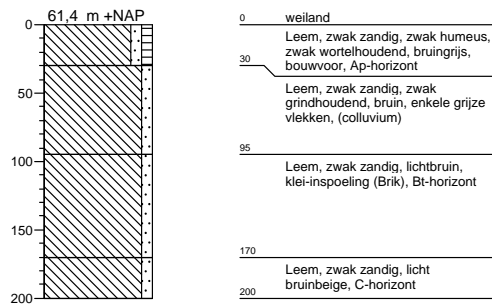 61,4 m +NAP
0
50
100
150
200
0 weiland
Leem, zwak zandig, zwak humeus,
zwak wortelhoudend, bruingrijs,
bouwvoor, Ap-horizont
30
Leem, zwak zandig, zwak
grindhoudend, bruin, enkele grijze
vlekken, (colluvium)
95
Leem, zwak zandig, lichtbruin,
klei-inspoeling (Brik), Bt-horizont
170
Leem, zwak zandig, licht
bruinbeige, C-horizont
200